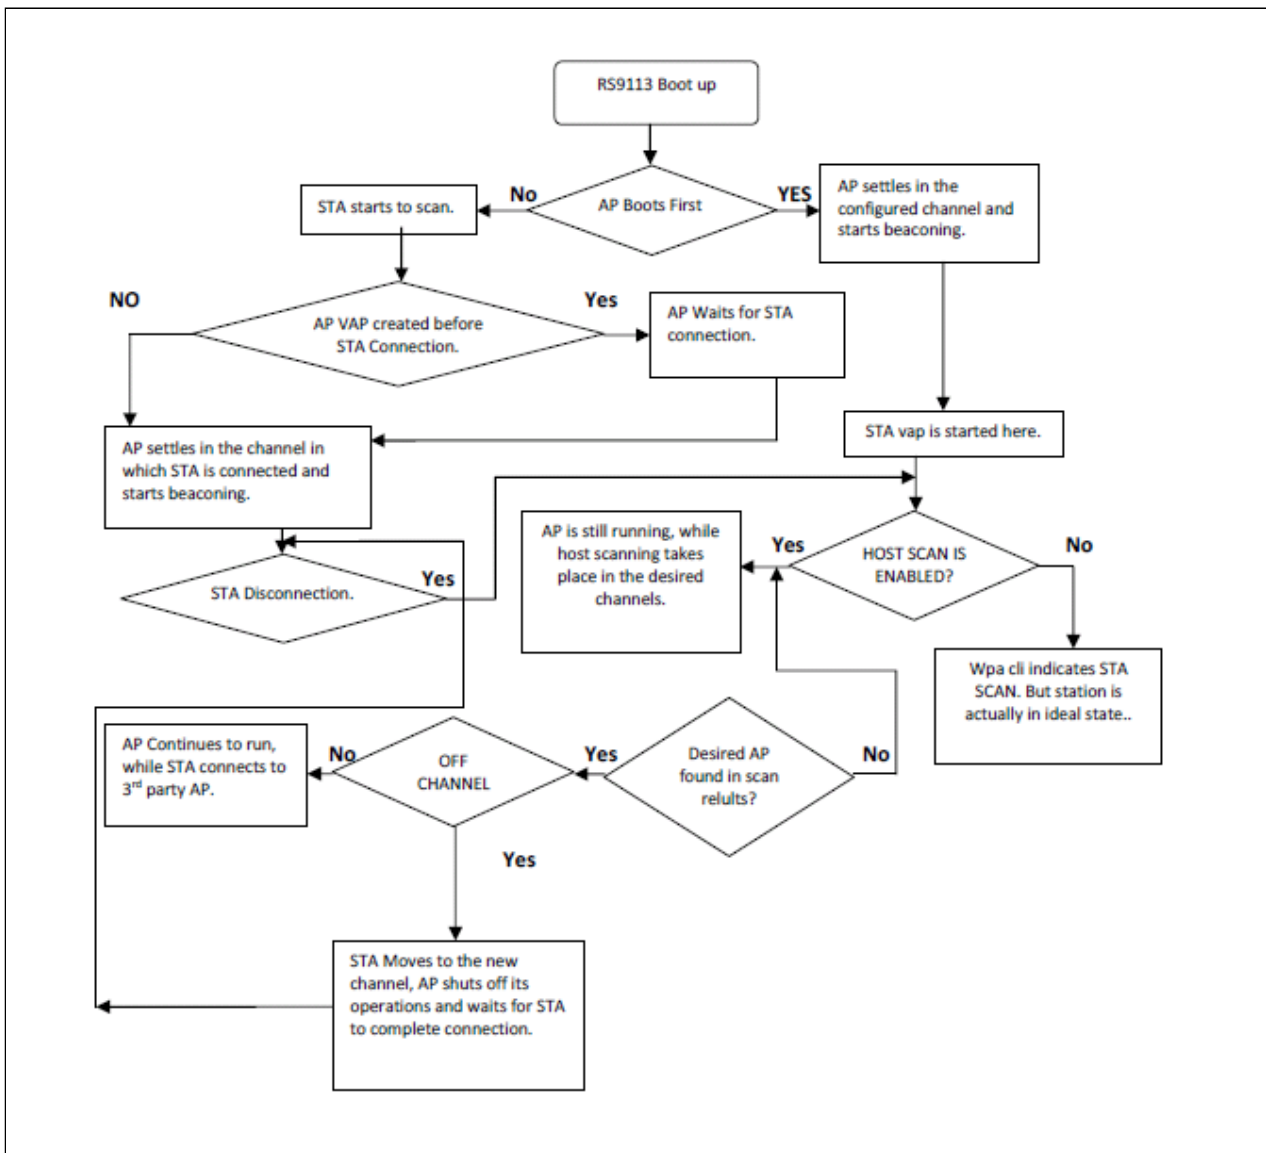 RS9113 Boot up
No
AP Boots First
YES
STA starts to scan.
AP settles in the
configured channel and
starts beaconing.
NO
AP VAP created before
STA Connection.
Yes
AP Waits for STA
connection.
AP settles in the channel in
which STA is connected and
starts beaconing.
STA vap is started here.
AP is still running, while
host scanning takes
place in the desired
channels.
Yes
HOST SCAN IS
ENABLED?
No
STA Disconnection.
Yes
Wpa cli indicates STA
SCAN. But station is
actually in ideal state..
AP Continues to run,
while STA connects to
3rd party AP.
No
OFF
CHANNEL
Yes
Desired AP
found in scan
relults?
No
Yes
STA Moves to the new
channel, AP shuts off its
operations and waits for STA
to complete connection.